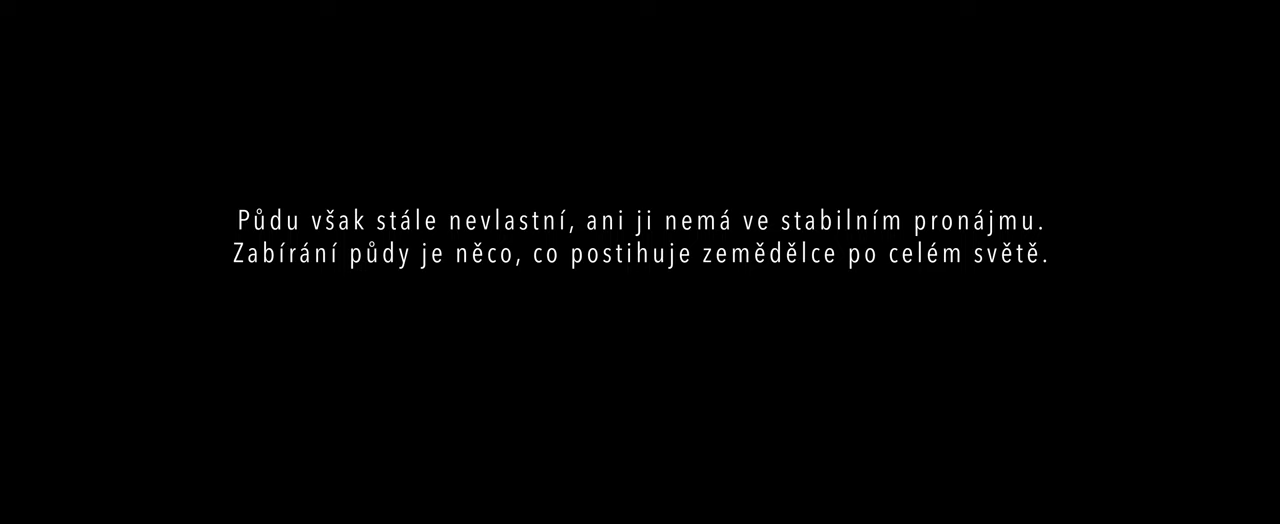 Půdu však stále nevlastní, ani ji nemá ve stabilním pronájmu.
Zabírání půdy je něco, co postihuje zemědělce po celém světě.